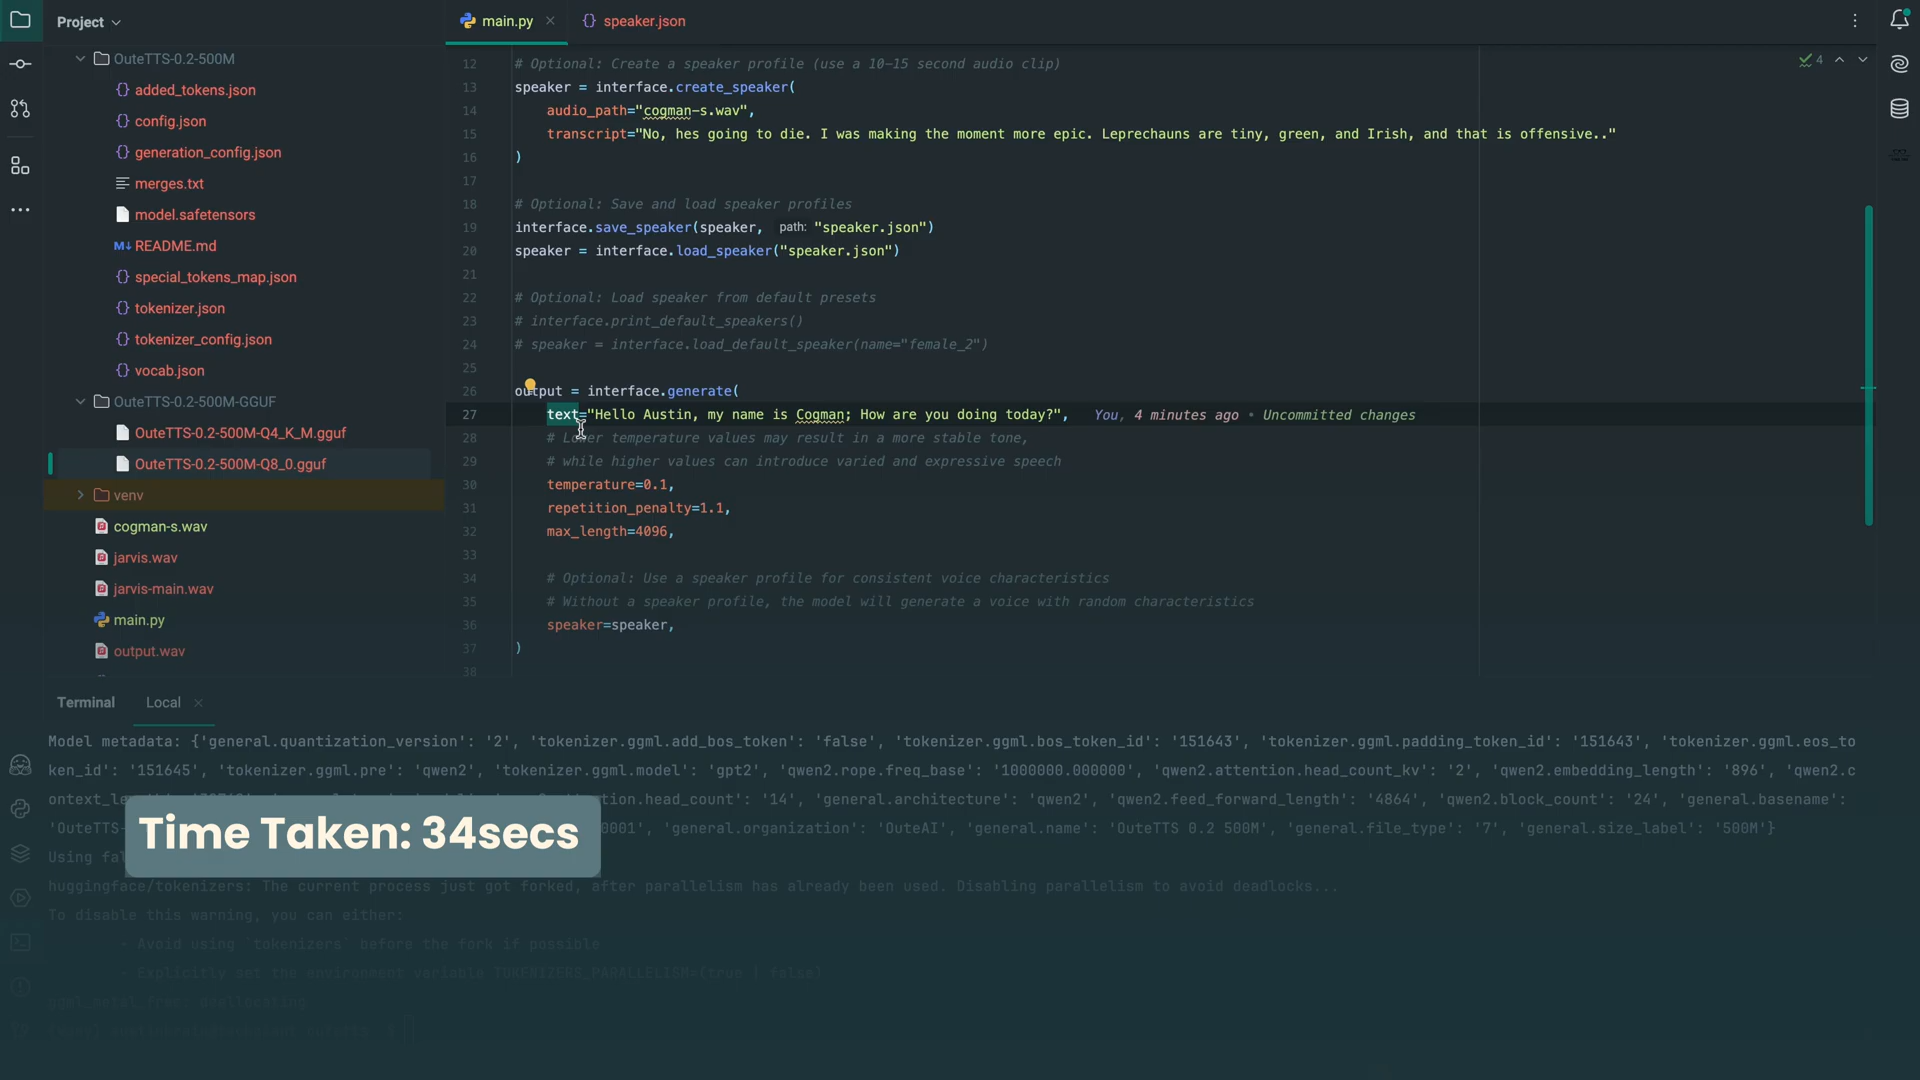 Project
main.py
speaker.json
OuteTTS-0.2-500M
added_tokens.json
config.json
generation_config.json
merges.txt
model.safetensors
README.md
special_tokens_map.json
tokenizer.json
tokenizer_config.json
vocab.json
OuteTTS-0.2-500M-GGUF
OuteTTS-0.2-500M-Q4_K_M.gguf
OuteTTS-0.2-500M-Q8_0.gguf
venv
cogman-s.wav
jarvis.wav
jarvis-main.wav
main.py
output.wav
4
12 # Optional: Create a speaker profile (use a 10–15 second audio clip)
13 speaker = interface.create_speaker(
14 audio_path="cogman-s.wav",
15 transcript="No, hes going to die. I was making the moment more epic. Leprechauns are tiny, green, and Irish, and that is offensive.."
16 )
17
18 # Optional: Save and load speaker profiles
19 interface.save_speaker(speaker, path: "speaker.json")
20 speaker = interface.load_speaker("speaker.json")
21
22 # Optional: Load speaker from default presets
23 # interface.print_default_speakers()
24 # speaker = interface.load_default_speaker(name="female_2")
25
26 output = interface.generate(
27 text="Hello Austin, my name is Cogman; How are you doing today?", You, 4 minutes ago • Uncommitted changes
28 # Lower temperature values may result in a more stable tone,
29 # while higher values can introduce varied and expressive speech
30 temperature=0.1,
31 repetition_penalty=1.1,
32 max_length=4096,
33
34 # Optional: Use a speaker profile for consistent voice characteristics
35 # Without a speaker profile, the model will generate a voice with random characteristics
36 speaker=speaker,
37 )
38
Terminal Local
Model metadata: {'general.quantization_version': '2', 'tokenizer.ggml.add_bos_token': 'false', 'tokenizer.ggml.bos_token_id': '151643', 'tokenizer.ggml.padding_token_id': '151643', 'tokenizer.ggml.eos_to
ken_id': '151645', 'tokenizer.ggml.pre': 'qwen2', 'tokenizer.ggml.model': 'gpt2', 'qwen2.rope.freq_base': '1000000.000000', 'qwen2.attention.head_count_kv': '2', 'qwen2.embedding_length': '896', 'qwen2.c
.head_count': '14', 'general.architecture': 'qwen2', 'qwen2.feed_forward_length': '4864', 'qwen2.block_count': '24', 'general.basename':
'OuteTTS- 'general.organization': 'OuteAI', 'general.name': 'OuteTTS 0.2 500M', 'general.file_type': '7', 'general.size_label': '500M'}
Time Taken: 34secs
Using
huggingface/tokenizers: The current process just got forked, after parallelism has already been used. Disabling parallelism to avoid deadlocks...
To disable this warning, you can either:
- Avoid using `tokenizers` before the fork if possible
- Explicitly set the environment variable TOKENIZERS_PARALLELISM=(true | false)